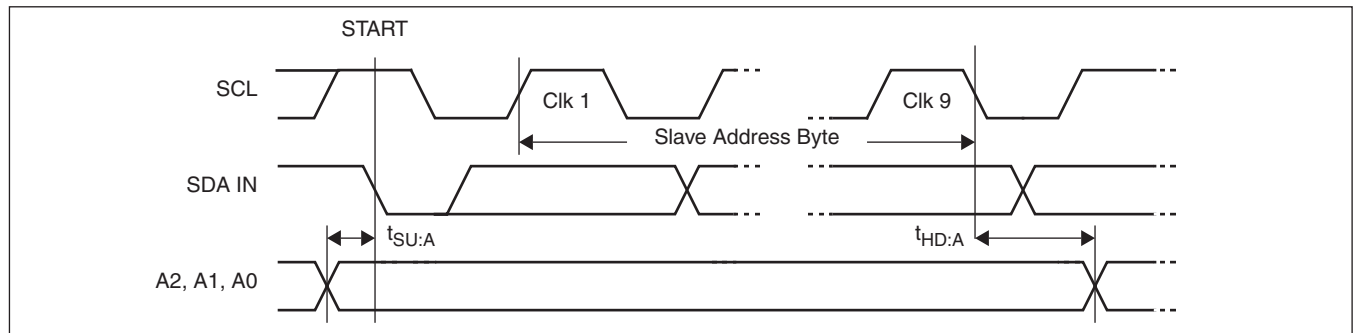 START
SCL
Clk 1
Clk 9
Slave Address Byte
SDA IN
tSU:A
tHD:A
A2, A1, A0